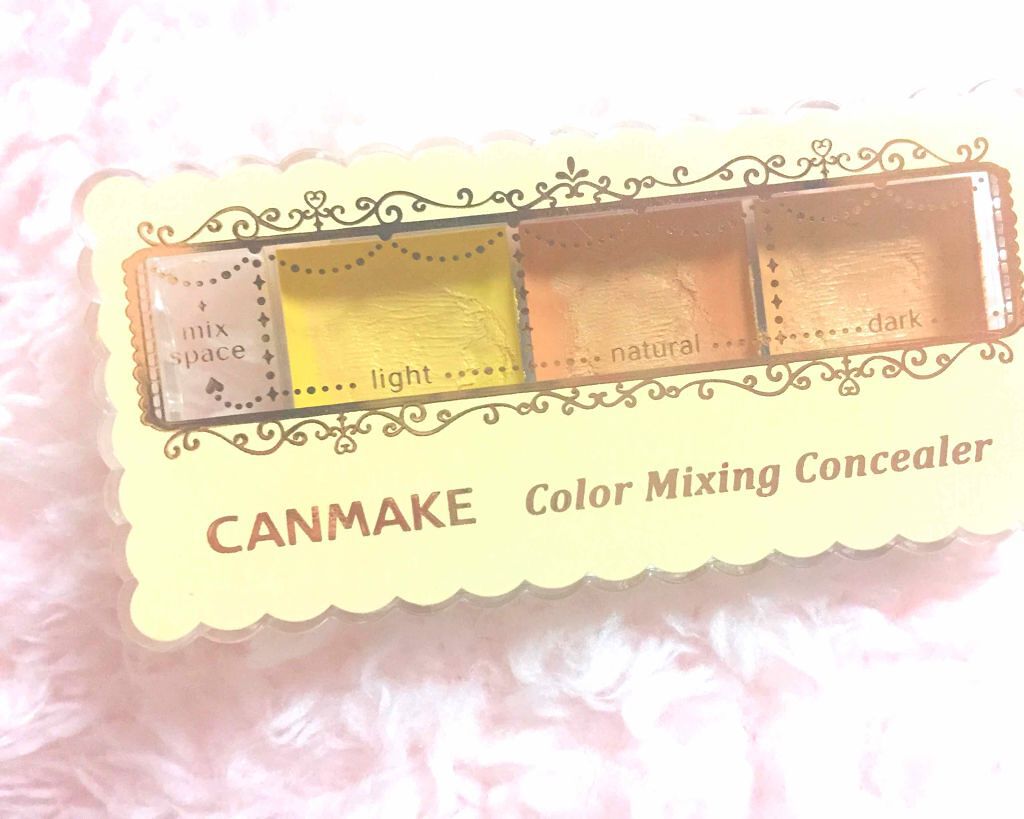 mix
space
light
natural
dark
CANMAKE
Color Mixing Concealer